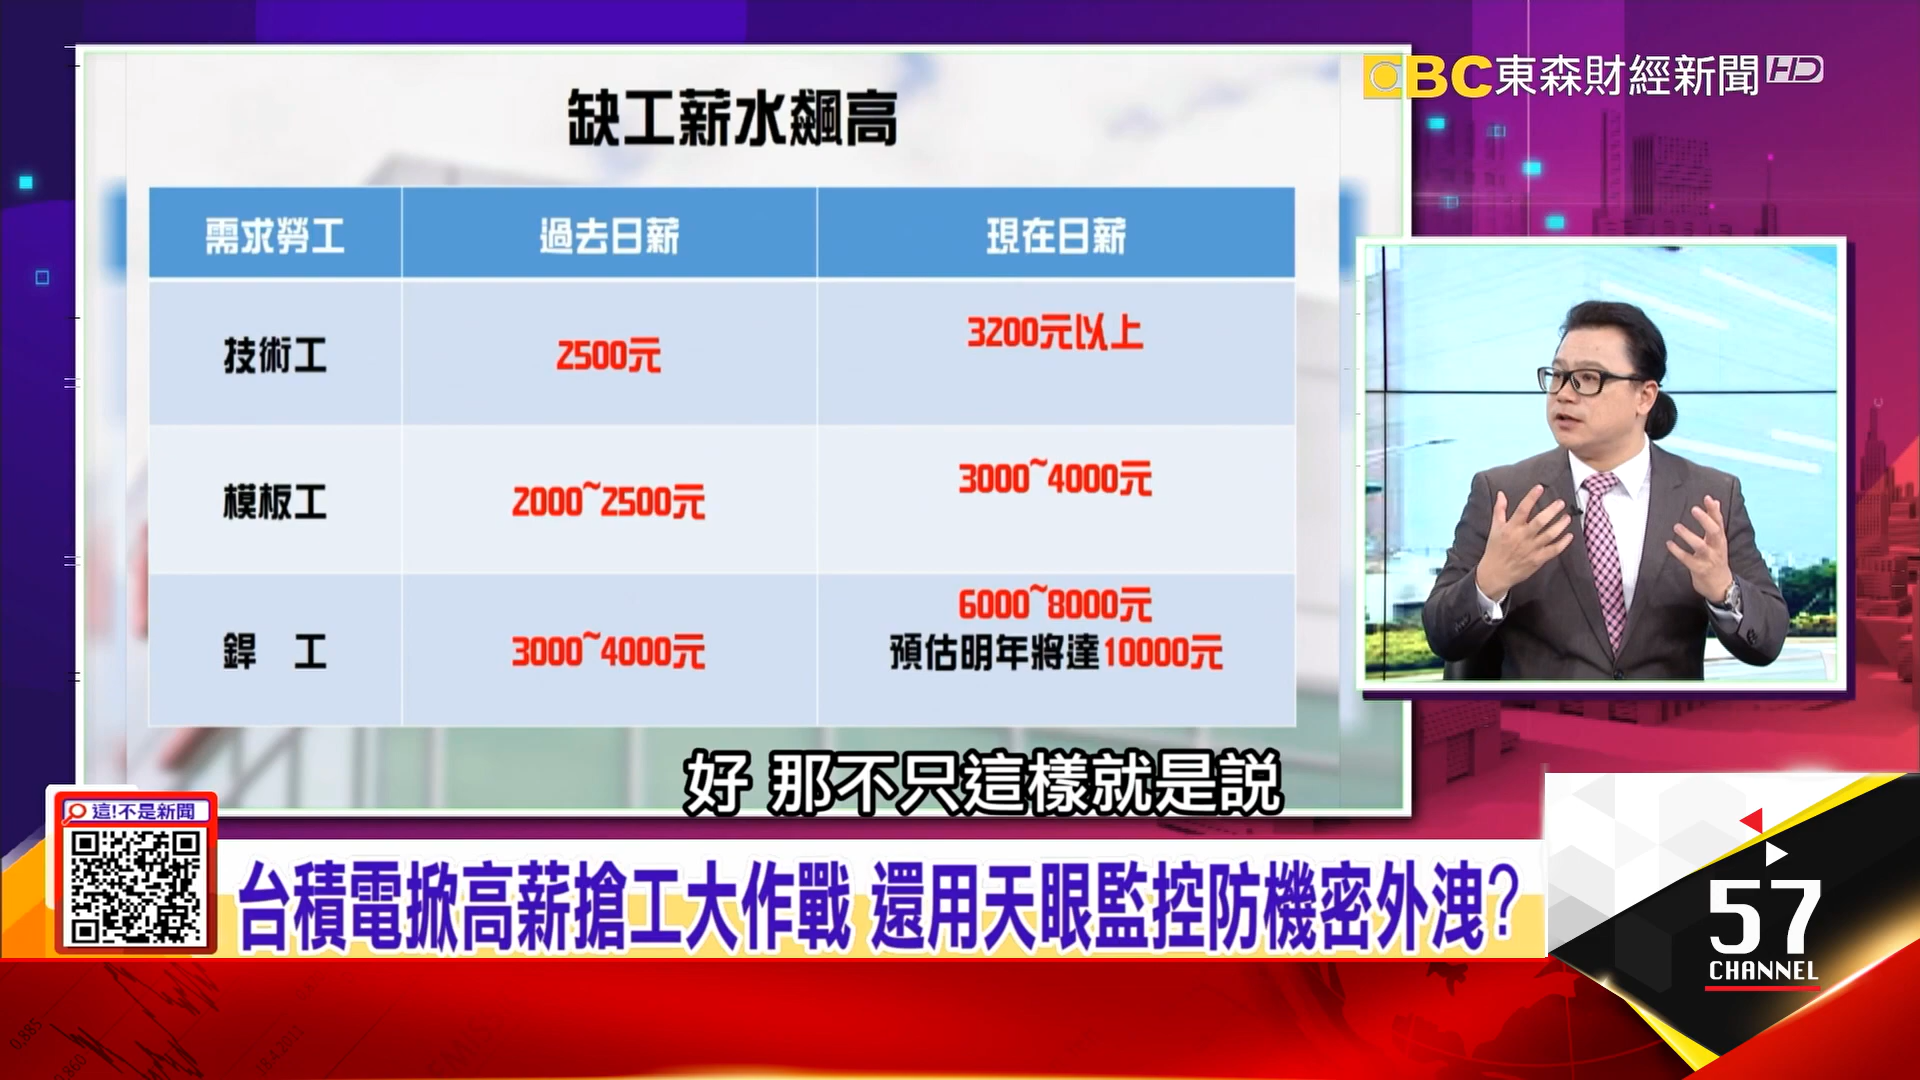 缺工薪水飆高
EBC東森財經新聞HD
需求勞工 過去日薪 現在日薪
技術工 2500元 3200元以上
模板工 2000~2500元 3000~4000元
銲 工 3000~4000元 6000~8000元
預估明年將達10000元
好 那不只這樣就是説
這!不是新聞
台積電掀高薪搶工大作戰 還用天眼監控防機密外洩?
57
CHANNEL
0.885